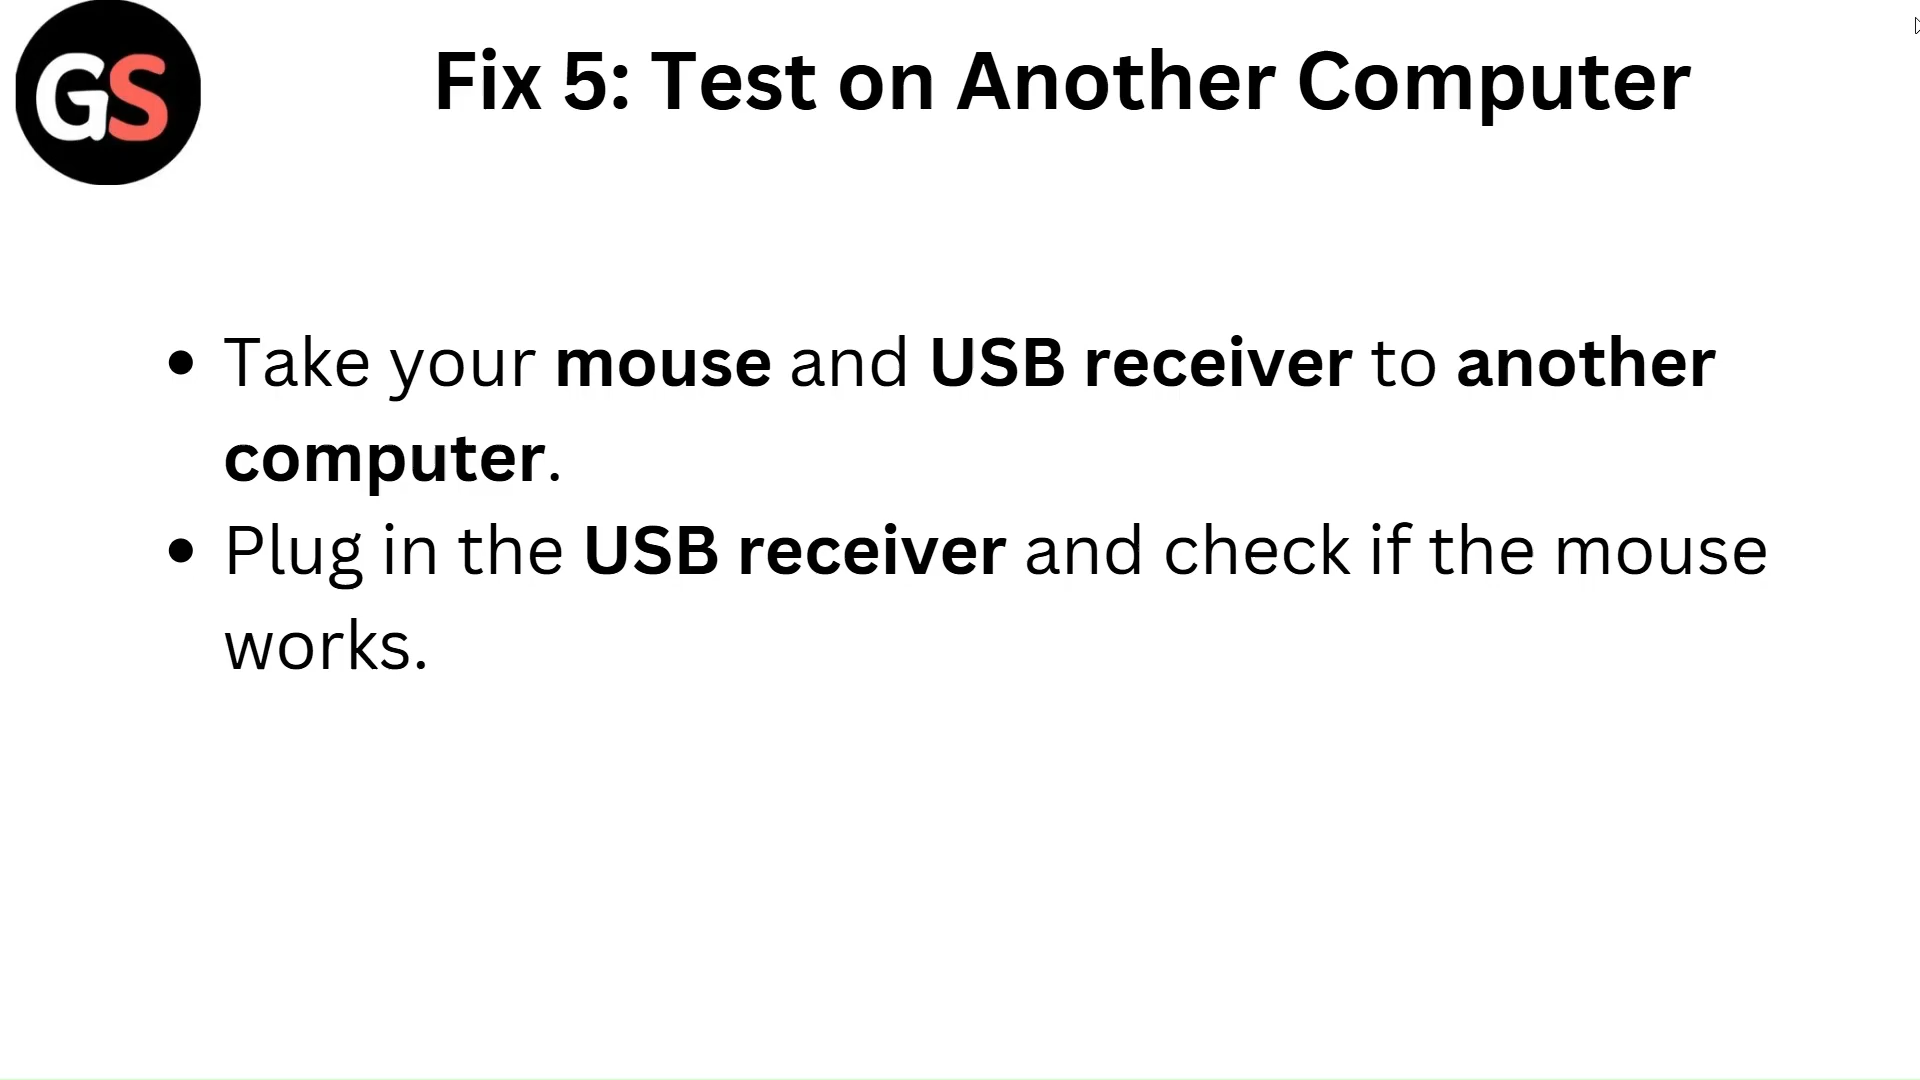 GS
Fix 5: Test on Another Computer
• Take your mouse and USB receiver to another
computer.
• Plug in the USB receiver and check if the mouse
works.